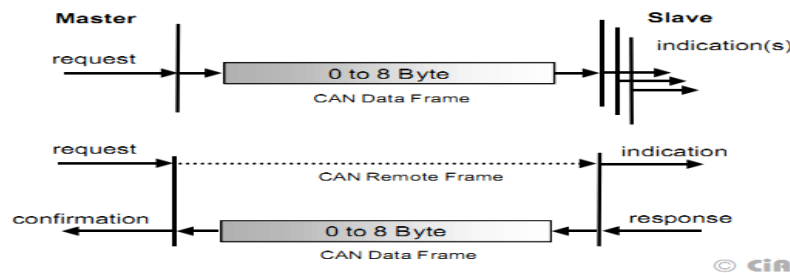 Master
Slave
request
indication(s)
0 to 8 Byte
CAN Data Frame
request
indication
CAN Remote Frame
confirmation
response
0 to 8 Byte
CAN Data Frame
© CiA